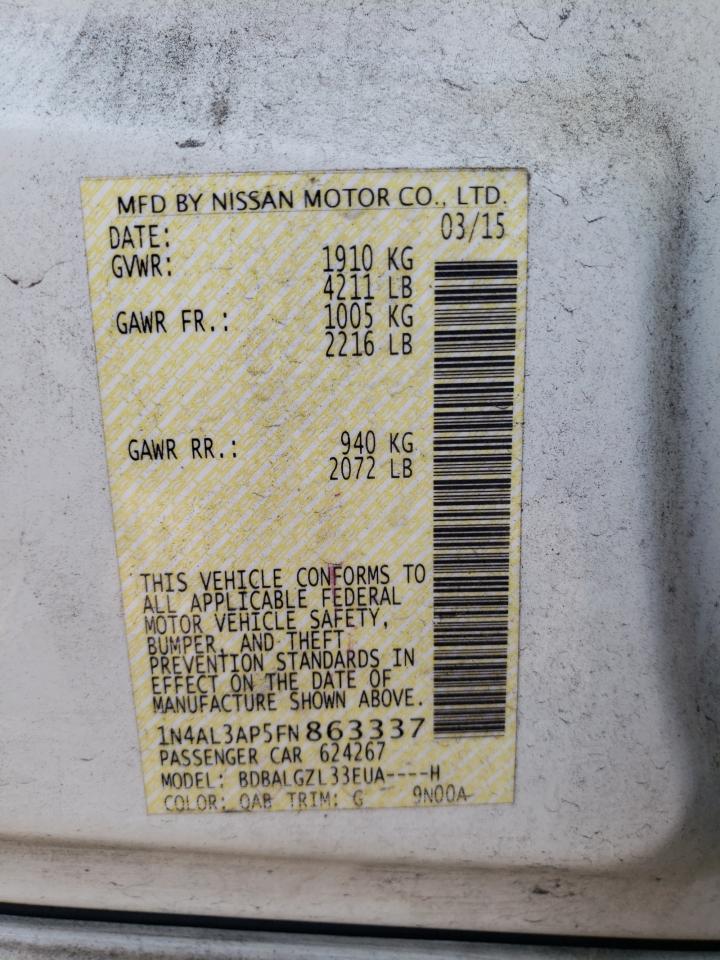 MFD BY NISSAN MOTOR CO., LTD.
DATE: 03/15
GVWR: 1910 KG
4211 LB
GAWR FR.: 1005 KG
2216 LB
GAWR RR.: 940 KG
2072 LB
THIS VEHICLE CONFORMS TO
ALL APPLICABLE FEDERAL
MOTOR VEHICLE SAFETY,
BUMPER, AND THEFT
PREVENTION STANDARDS IN
EFFECT ON THE DATE OF
MANUFACTURE SHOWN ABOVE.
1N4AL3AP5FN863337
PASSENGER CAR 624267
MODEL: BDBALGZL33EUA----H
COLOR: QAB TRIM: G 9N00A